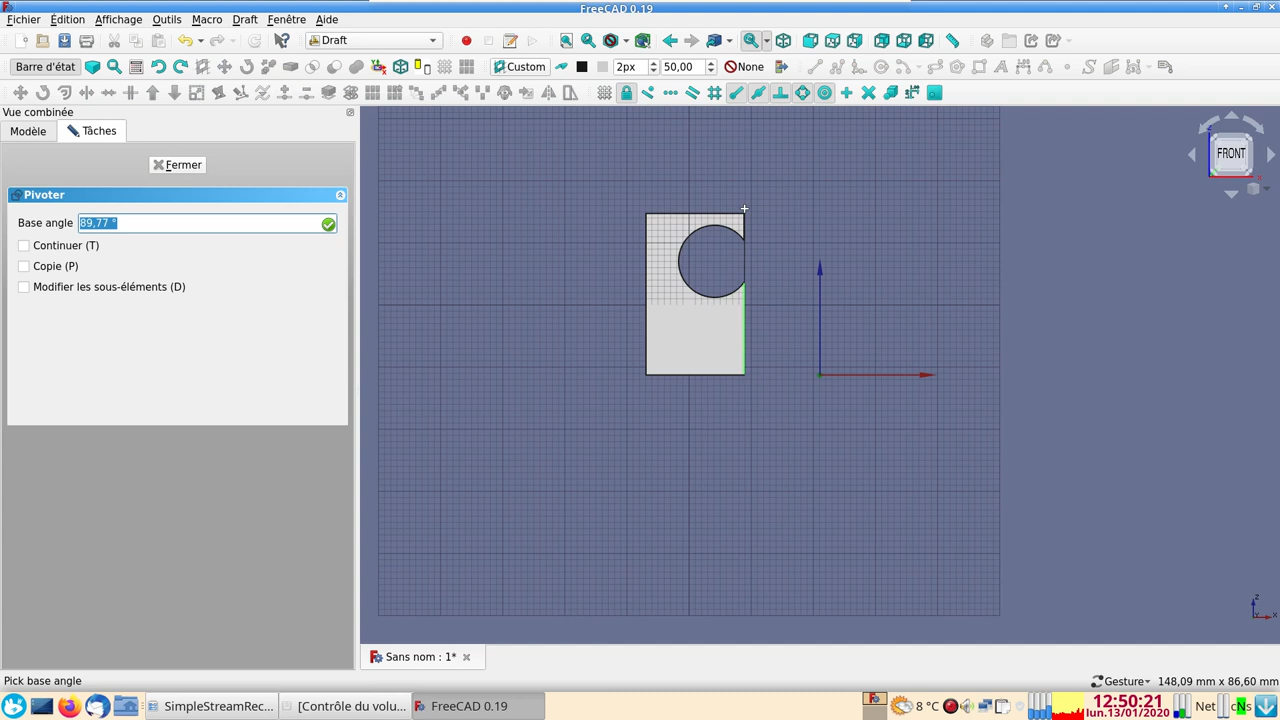 FreeCAD 0.19
Fichier Édition Affichage Outils Macro Draft Fenêtre Aide
Draft
Barre d'état Custom 2px 50,00 None
Vue combinée
Modèle Tâches
Fermer
Pivoter
Base angle 89,77 °
Continuer (T)
Copie (P)
Modifier les sous-éléments (D)
FRONT
Z
X
Z
Y X
Sans nom : 1*
Pick base angle Gesture 148,09 mm x 86,60 mm
SimpleStreamRec... [Contrôle du volu... FreeCAD 0.19 8 °C Net cNs
12:50:21
lun.13/01/2020